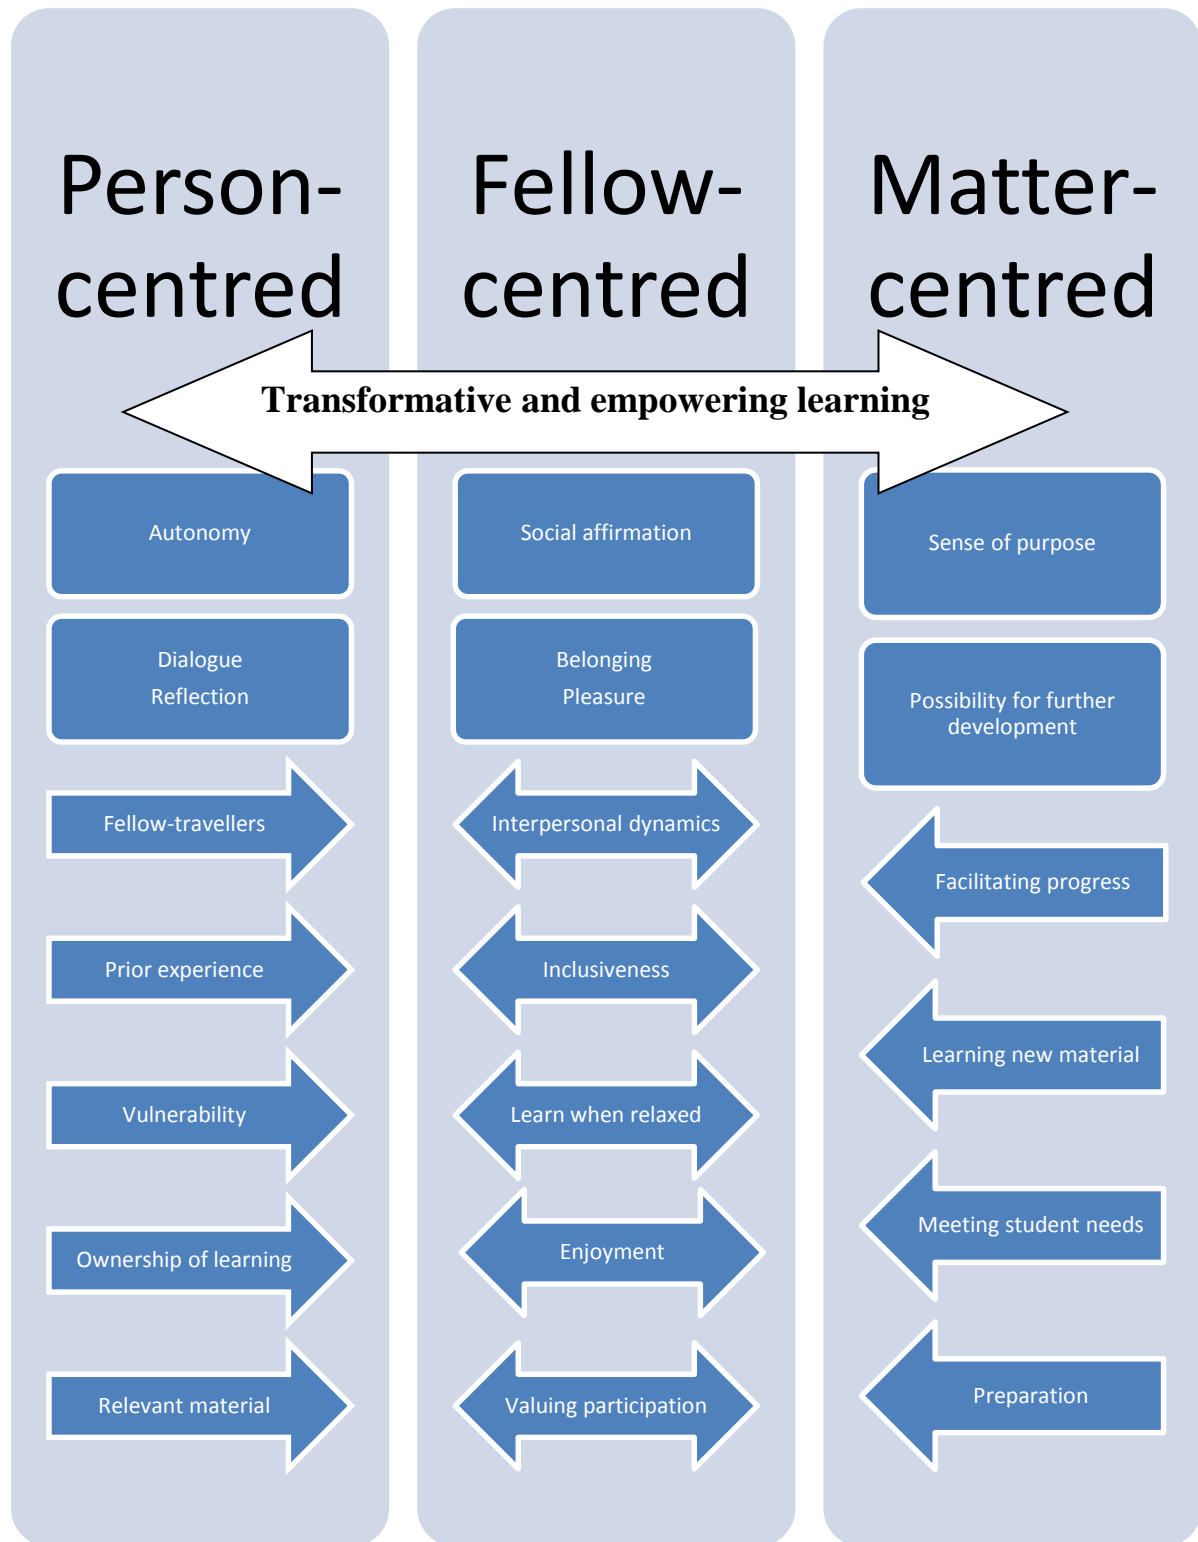 Person-
centred
Fellow-
centred
Matter-
centred
Transformative and empowering learning
Autonomy
Dialogue
Reflection
Fellow-travellers
Prior experience
Vulnerability
Ownership of learning
Relevant material
Social affirmation
Belonging
Pleasure
Interpersonal dynamics
Inclusiveness
Learn when relaxed
Enjoyment
Valuing participation
Sense of purpose
Possibility for further
development
Facilitating progress
Learning new material
Meeting student needs
Preparation